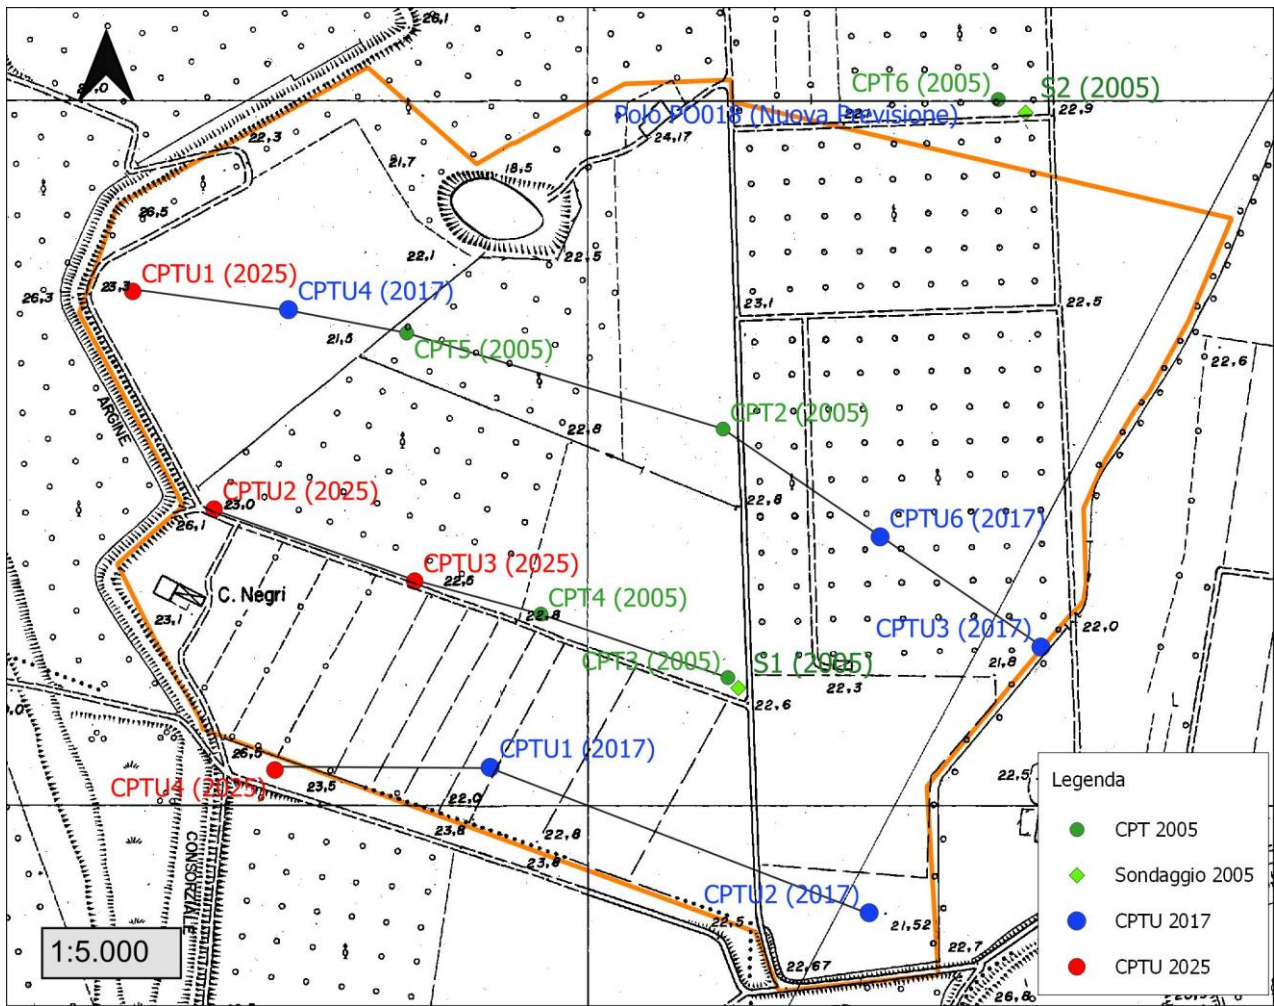 26,1
CPT6 (2005)
S2 (2005)
22,9
Polo PO018 (Nuova Previsione)
22,3
24,17
21,7
18,5
26,5
22,1
22,5
CPTU1 (2025)
23,3
26,3
CPTU4 (2017)
23,1
22,5
21,5
CPT5 (2005)
22,6
ARGINE
CPT2 (2005)
22,8
CPTU2 (2025)
23,0
26,1
22,8
CPTU6 (2017)
CPTU3 (2025)
22,6
C. Negri
23,1
CPT4 (2005)
22,8
CPTU3 (2017)
22,0
CPT3 (2005)
S1 (2005)
21,8
22,3
22,6
26,5
CPTU1 (2017)
CPTU4 (2025)
23,5
22,0
23,8
22,8
23,8
CONSORZIALE
CPTU2 (2017)
22,5
21,52
22,7
22,67
26,8
22,5
1:5.000
Legenda
CPT 2005
Sondaggio 2005
CPTU 2017
CPTU 2025